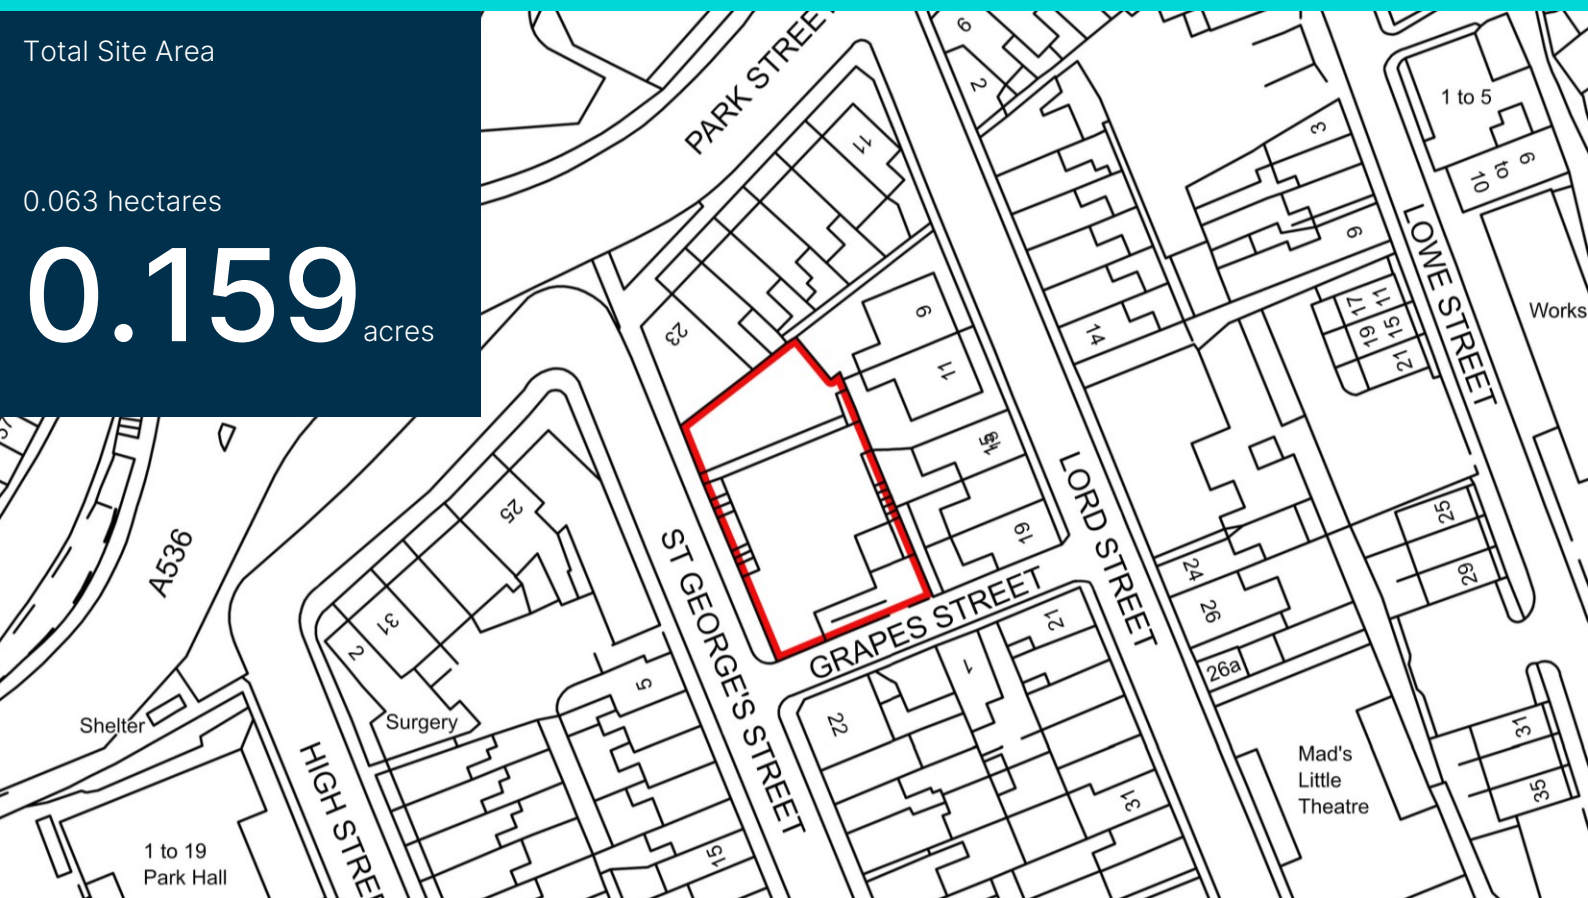 Total Site Area
0.063 hectares
0.159 acres
PARK STREET
6
2
11
23
9
11
19
14
3
9
1 to 5
6
to
10
LOWE STREET
Works
11
15
17
19
21
25
29
31
35
LORD STREET
24
26
26a
Mad's
Little
Theatre
A536
25
31
2
Shelter
Surgery
HIGH STREE
1 to 19
Park Hall
ST GEORGE'S STREET
5
15
GRAPES STREET
22
1
21
31